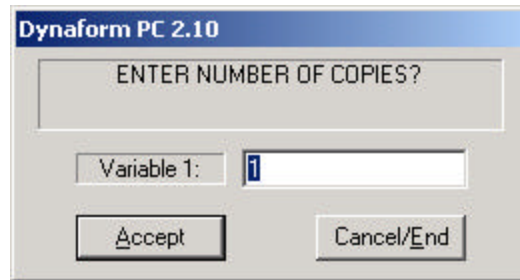 Dynaform PC 2.10
ENTER NUMBER OF COPIES?
Variable 1: 1
Accept Cancel/End